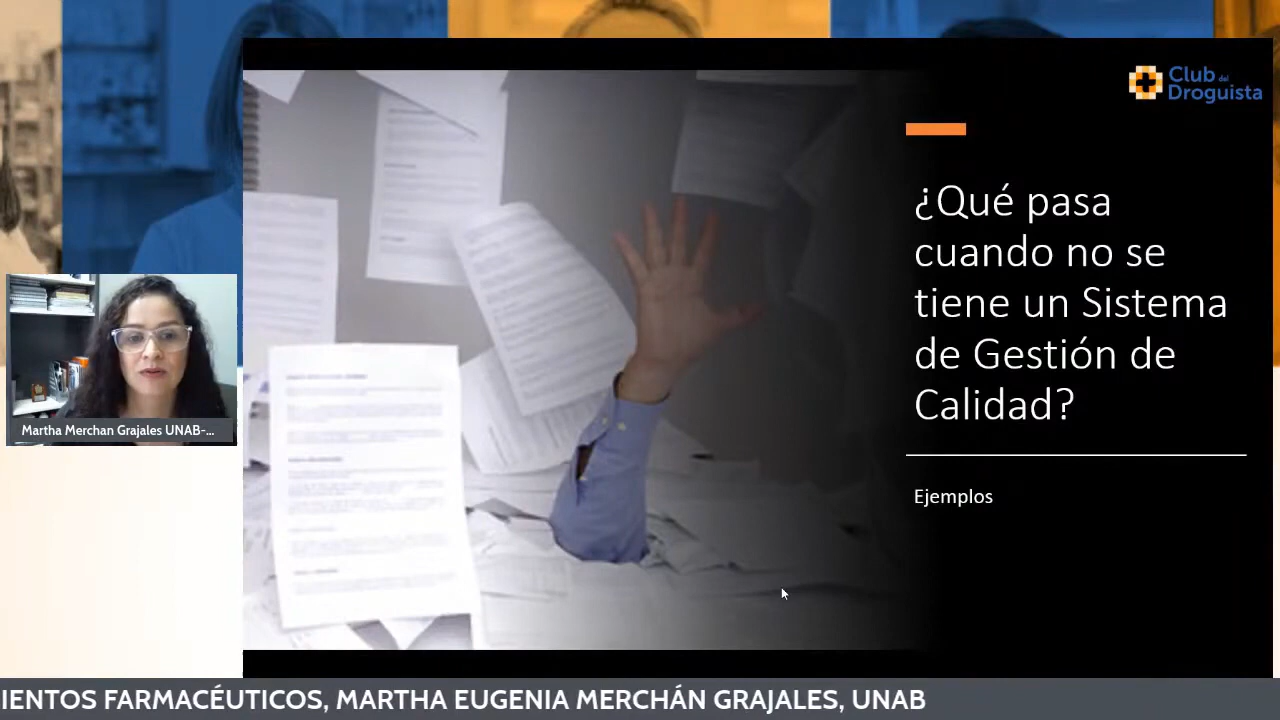 Club del
Droguista
¿Qué pasa
cuando no se
tiene un Sistema
de Gestión de
Calidad?
Ejemplos
Martha Merchan Grajales UNAB-...
IENTOS FARMACÉUTICOS, MARTHA EUGENIA MERCHÁN GRAJALES, UNAB